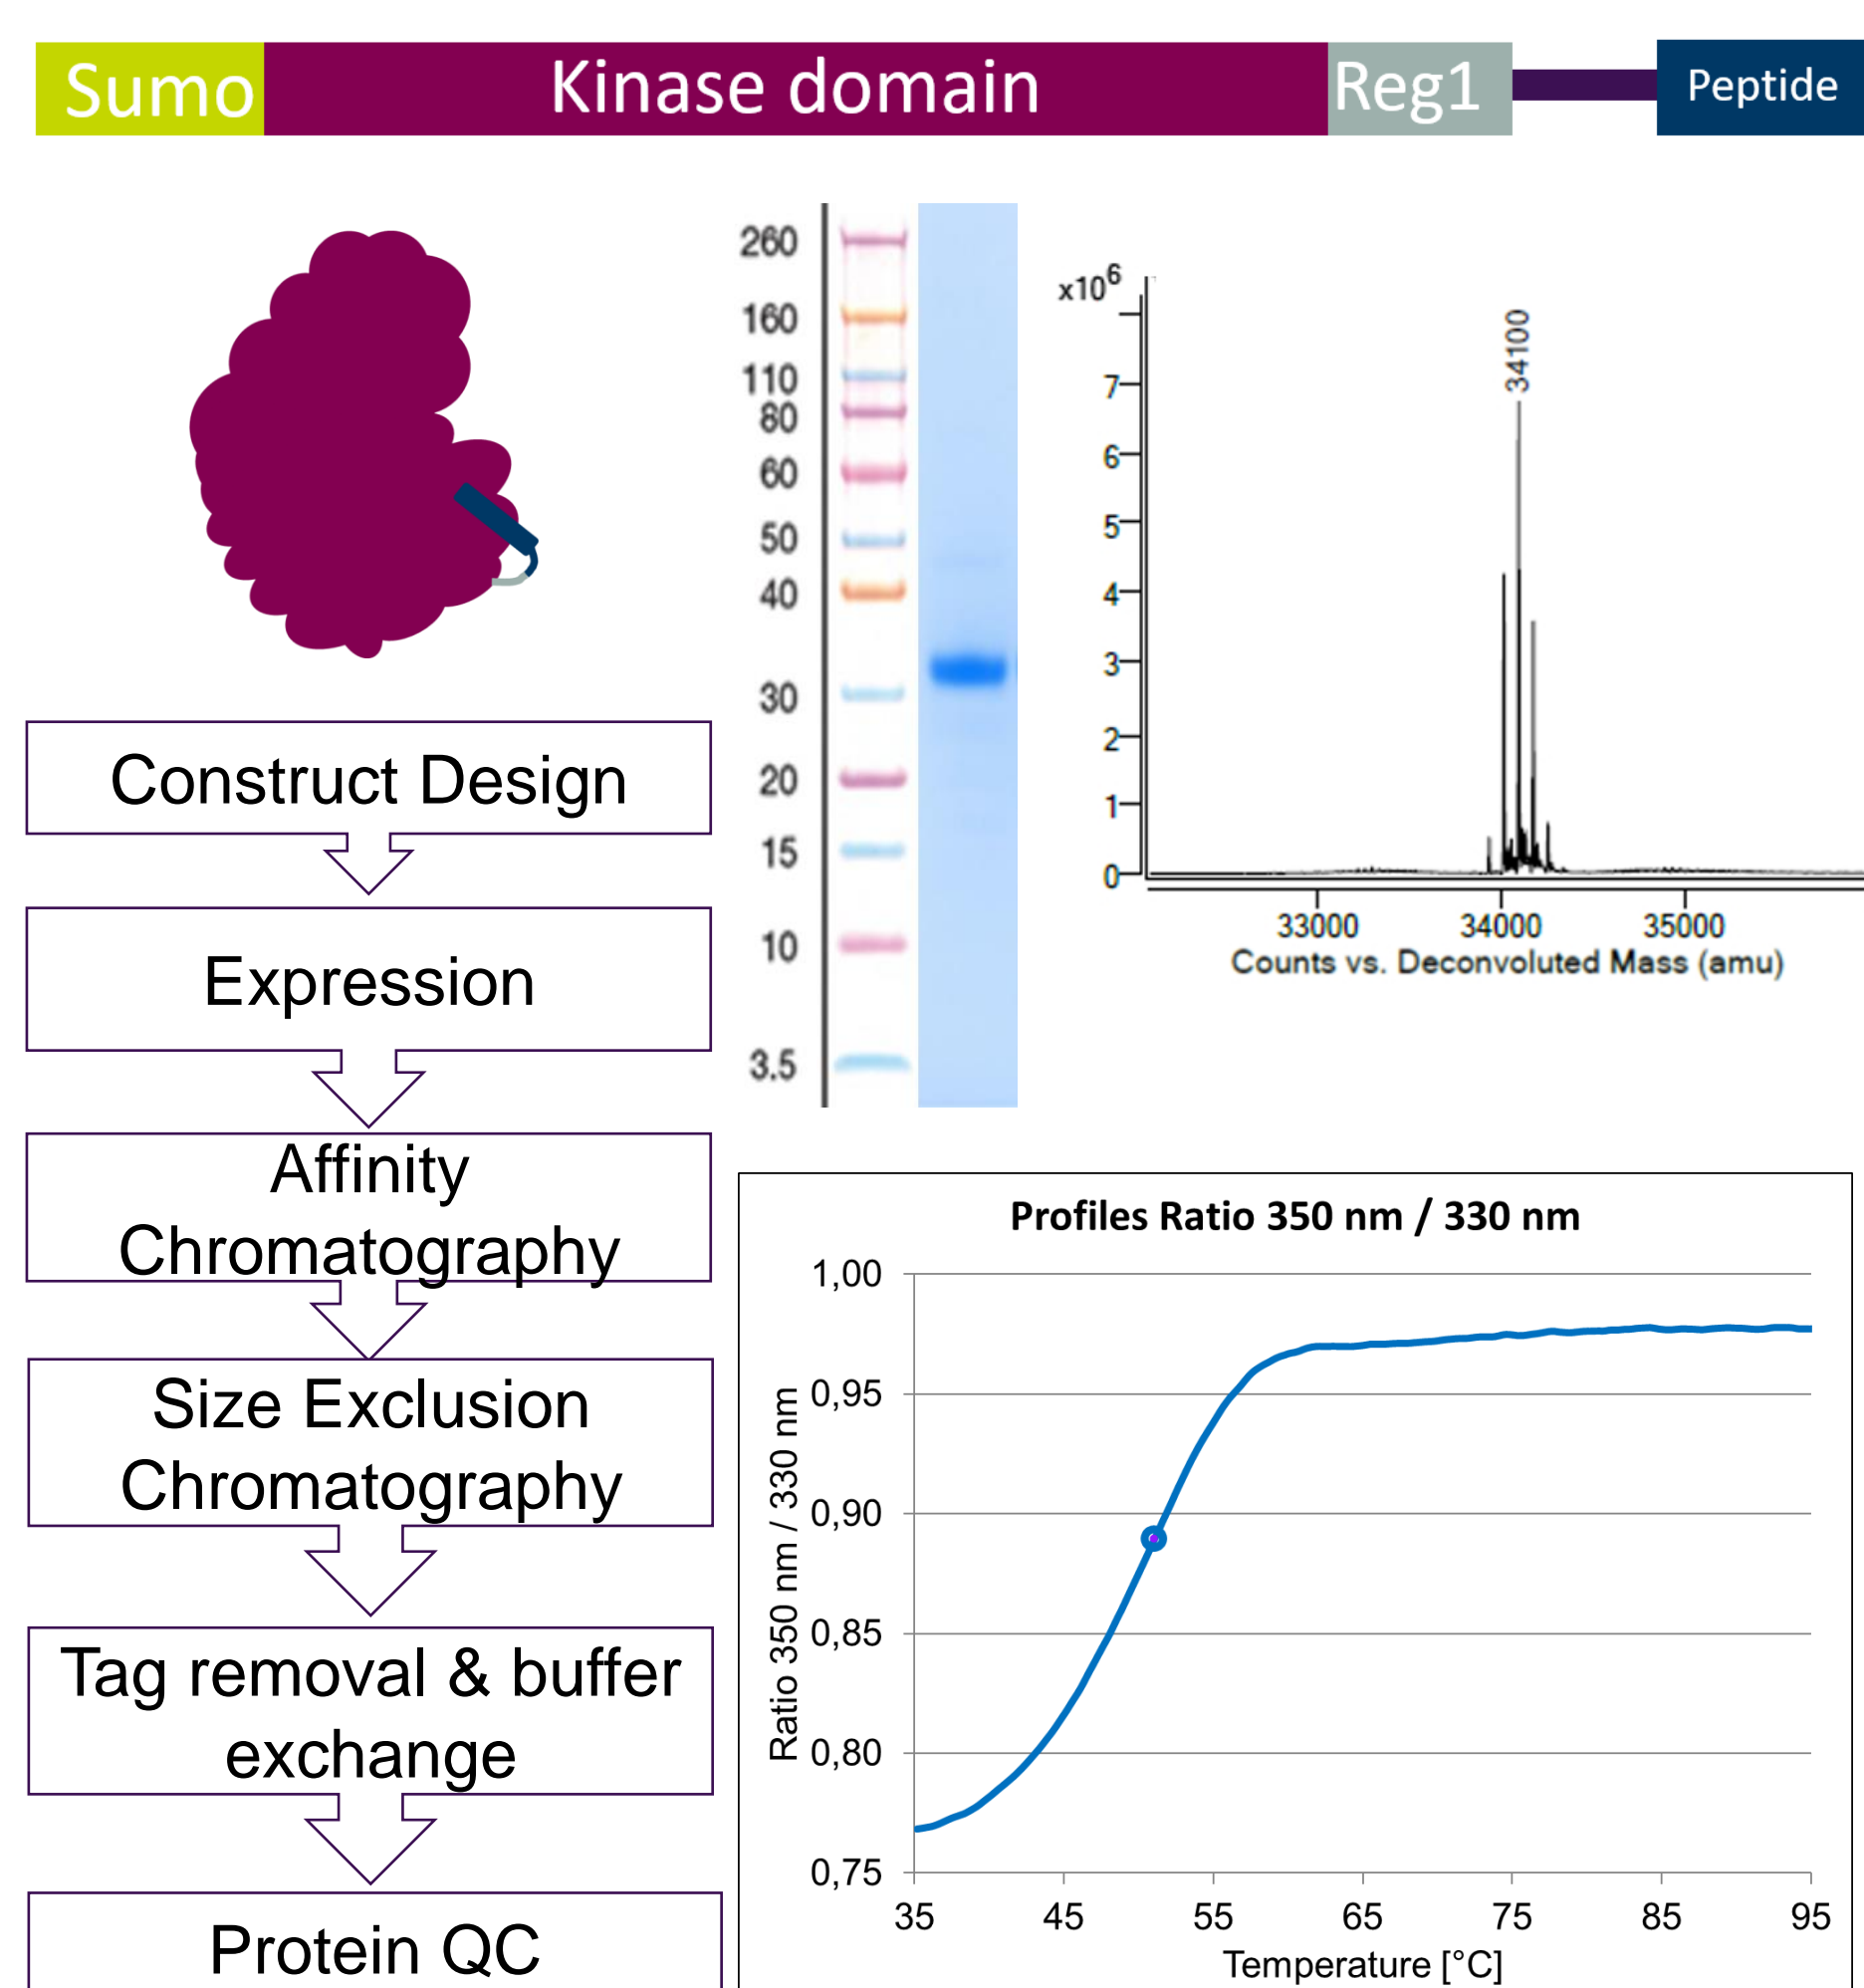 Sumo Kinase domain Reg1 Peptide
260
160
110
80
60
50
40
30
20
15
10
3.5
x10⁶
34100
7
6
5
4
3
2
1
0
33000 34000 35000
Counts vs. Deconvoluted Mass (amu)
Construct Design
Expression
Affinity
Chromatography
Size Exclusion
Chromatography
Tag removal & buffer
exchange
Protein QC
Profiles Ratio 350 nm / 330 nm
Ratio 350 nm / 330 nm
1,00
0,95
0,90
0,85
0,80
0,75
35 45 55 65 75 85 95
Temperature [°C]